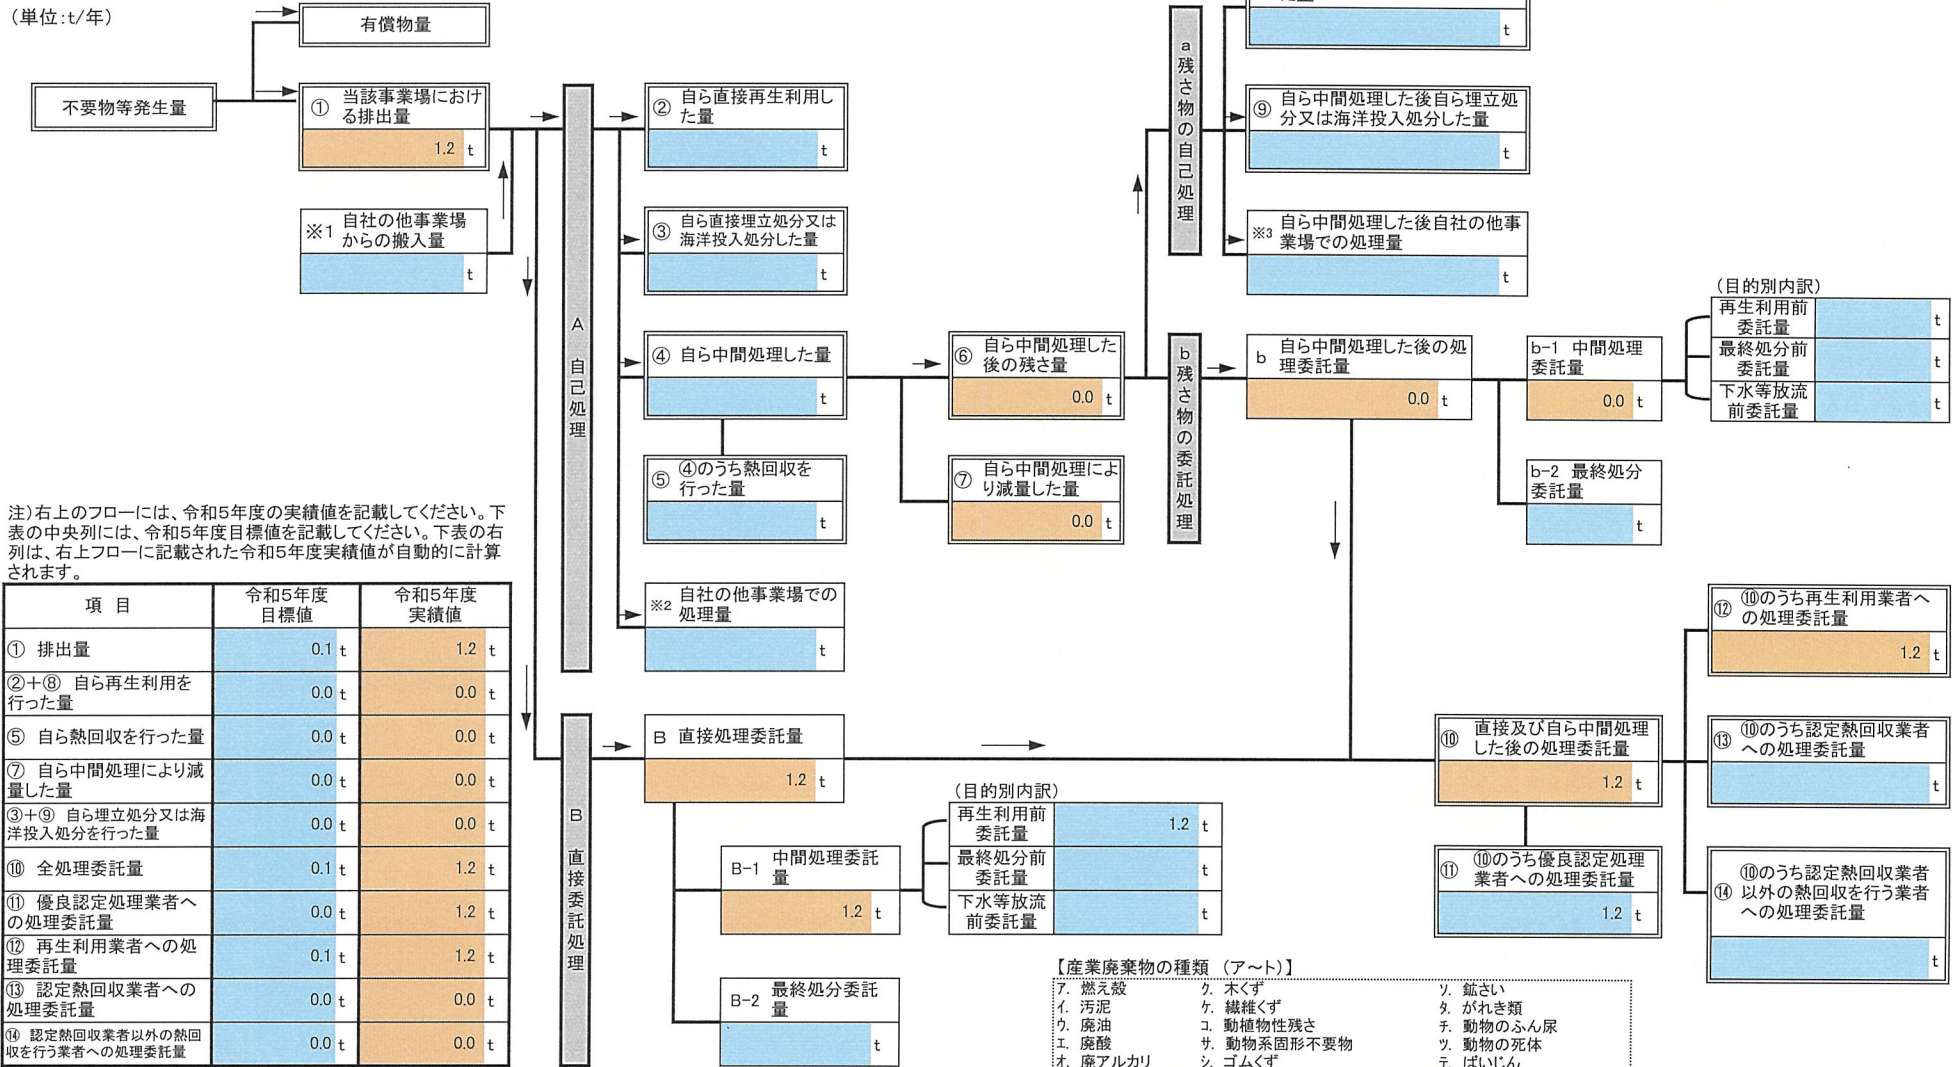 (単位:t/年)
有償物量
不要物等発生量
①
当該事業場におけ
る排出量
1.2 t
※1
自社の他事業場
からの搬入量
t
A 自己処理
②
自ら直接再生利用し
た量
t
③
自ら直接埋立処分又は
海洋投入処分した量
t
④ 自ら中間処理した量
t
⑤
④のうち熱回収を
行った量
t
※2
自社の他事業場での
処理量
t
⑥
自ら中間処理した
後の残さ量
0.0 t
⑦
自ら中間処理によ
り減量した量
0.0 t
a 残さ物の自己処理
t
⑨
自ら中間処理した後自ら埋立処
分又は海洋投入処分した量
t
※3
自ら中間処理した後自社の他事
業場での処理量
t
b 残さ物の委託処理
b
自ら中間処理した後の処
理委託量
0.0 t
b-1 中間処理
委託量
0.0 t
b-2 最終処分
委託量
t
(目的別内訳)
再生利用前
委託量
t
最終処分前
委託量
t
下水等放流
前委託量
t
注)右上のフローには、令和5年度の実績値を記載してください。下
表の中央列には、令和5年度目標値を記載してください。下表の右
列は、右上フローに記載された令和5年度実績値が自動的に計算
されます。
項 目
令和5年度
目標値
令和5年度
実績値
① 排出量
0.1 t
1.2 t
②+⑧ 自ら再生利用を
行った量
0.0 t
0.0 t
⑤ 自ら熱回収を行った量
0.0 t
0.0 t
⑦ 自ら中間処理により減
量した量
0.0 t
0.0 t
③+⑨ 自ら埋立処分又は海
洋投入処分を行った量
0.0 t
0.0 t
⑩ 全処理委託量
0.1 t
1.2 t
⑪ 優良認定処理業者へ
の処理委託量
0.0 t
1.2 t
⑫ 再生利用業者への処
理委託量
0.1 t
1.2 t
⑬ 認定熱回収業者への
処理委託量
0.0 t
0.0 t
⑭ 認定熱回収業者以外の熱回
収を行う業者への処理委託量
0.0 t
0.0 t
B 直接委託処理
B 直接処理委託量
1.2 t
B-1
中間処理委託
量
1.2 t
B-2
最終処分委託
量
t
(目的別内訳)
再生利用前
委託量
1.2 t
最終処分前
委託量
t
下水等放流
前委託量
t
⑩
直接及び自ら中間処理
した後の処理委託量
1.2 t
⑪
⑩のうち優良認定処理
業者への処理委託量
1.2 t
⑫
⑩のうち再生利用業者へ
の処理委託量
1.2 t
⑬
⑩のうち認定熱回収業者
への処理委託量
t
⑭
⑩のうち認定熱回収業者
以外の熱回収を行う業者
への処理委託量
t
【産業廃棄物の種類 (ア～ト)】
ア. 燃え殻 ク. 木くず ソ. 鉱さい
イ. 汚泥 ケ. 繊維くず タ. がれき類
ウ. 廃油 コ. 動植物性残さ チ. 動物のふん尿
エ. 廃酸 サ. 動物系固形不要物 ツ. 動物の死体
オ. 廃アルカリ シ. ゴムくず テ. ばいじん